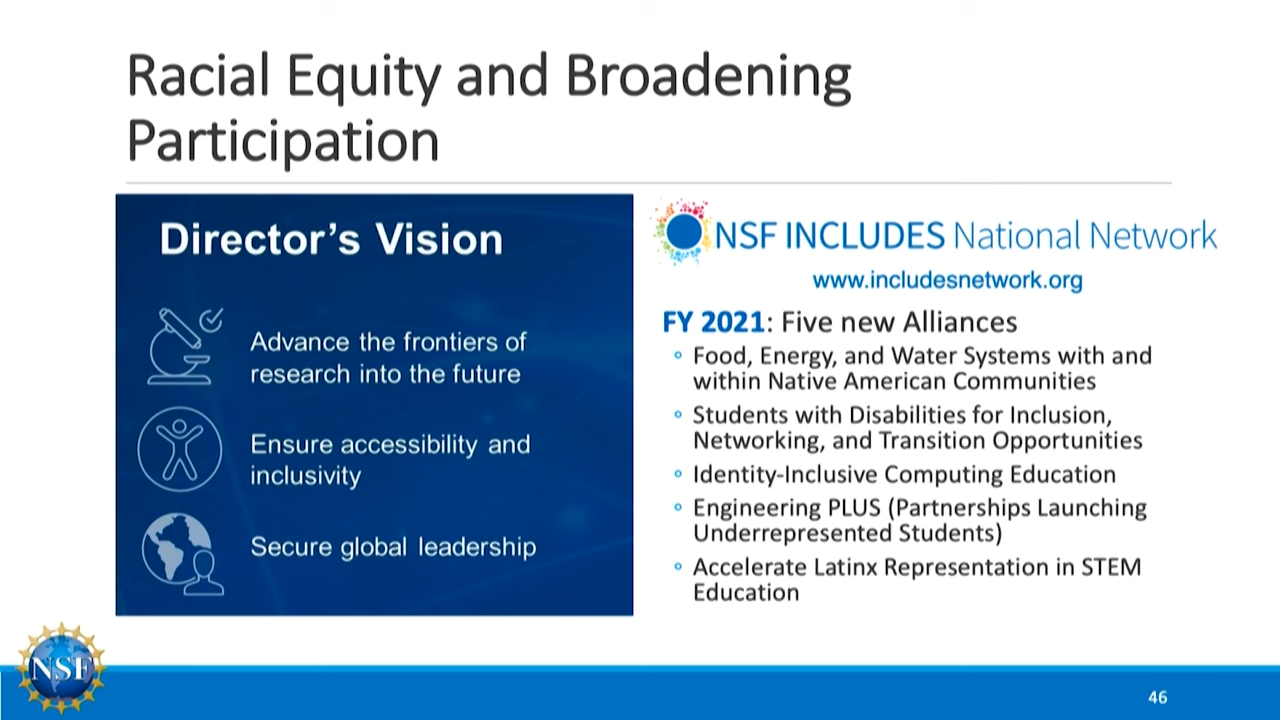 Racial Equity and Broadening
Participation
Director's Vision
Advance the frontiers of
research into the future
Ensure accessibility and
inclusivity
Secure global leadership
NSF INCLUDES National Network
www.includesnetwork.org
FY 2021: Five new Alliances
° Food, Energy, and Water Systems with and
within Native American Communities
° Students with Disabilities for Inclusion,
Networking, and Transition Opportunities
° Identity-Inclusive Computing Education
° Engineering PLUS (Partnerships Launching
Underrepresented Students)
° Accelerate Latinx Representation in STEM
Education
NSF
46